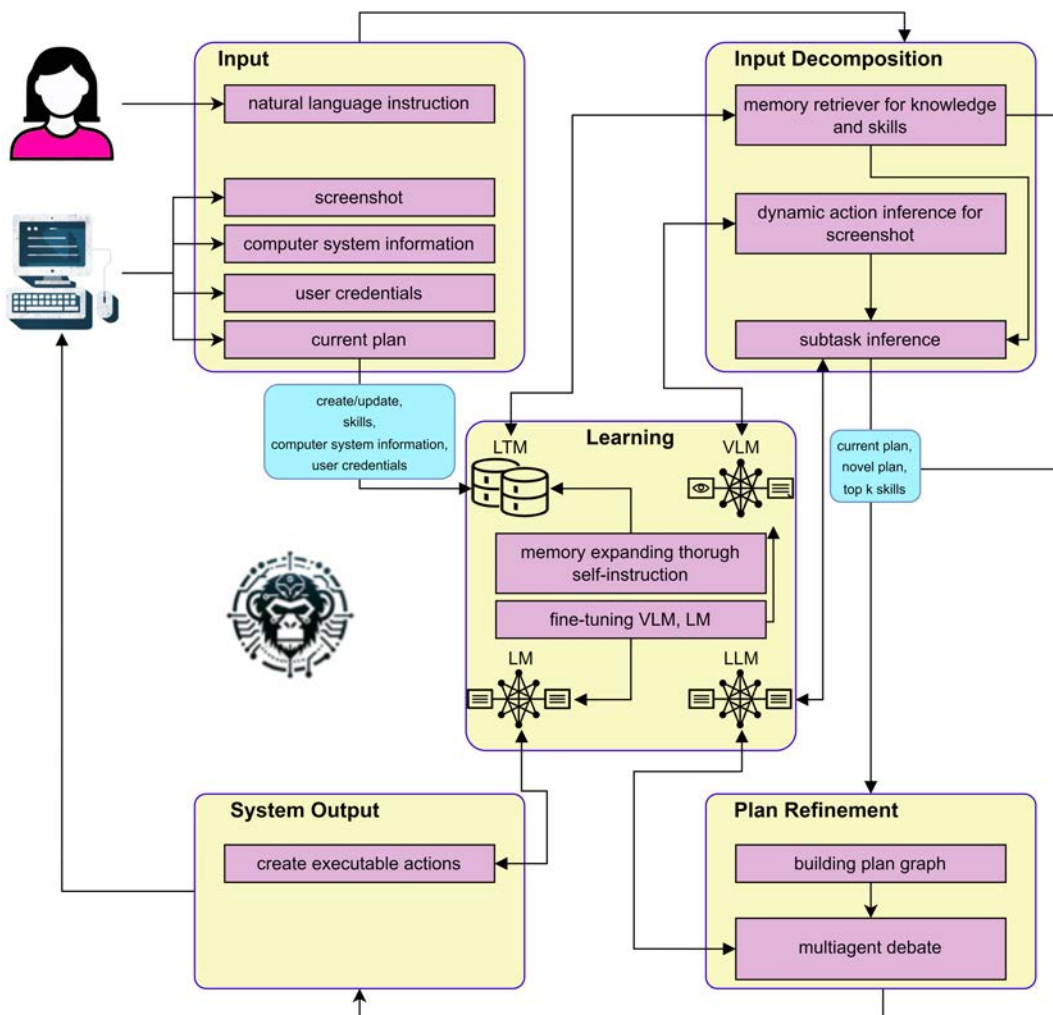 Input
natural language instruction
screenshot
computer system information
user credentials
current plan
Input Decomposition
memory retriever for knowledge
and skills
dynamic action inference for
screenshot
subtask inference
create/update,
skills,
computer system information,
user credentials
current plan,
novel plan,
top k skills
Learning
LTM
VLM
memory expanding thorugh
self-instruction
fine-tuning VLM, LM
LM
LLM
System Output
create executable actions
Plan Refinement
building plan graph
multiagent debate